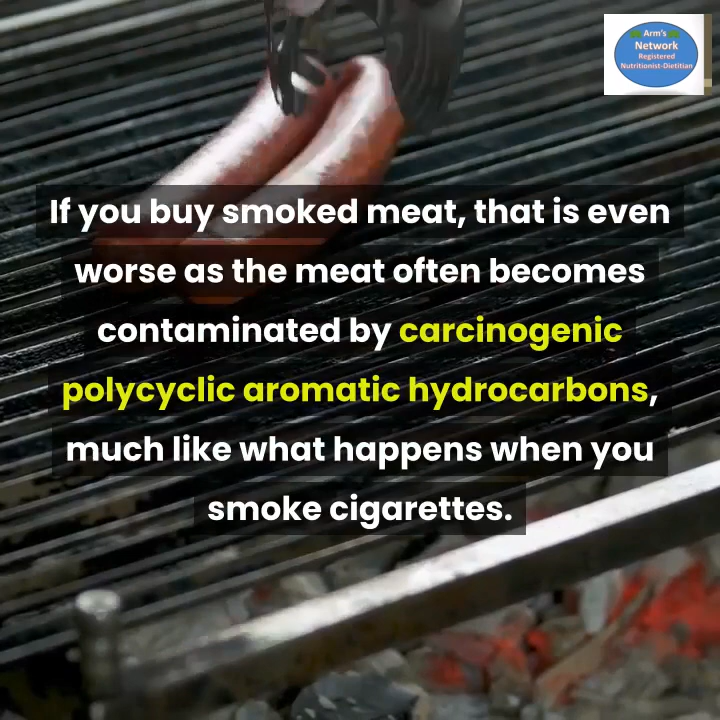 Arm's
Network
Registered
Nutritionist-Dietitian
If you buy smoked meat, that is even
worse as the meat often becomes
contaminated by carcinogenic
polycyclic aromatic hydrocarbons,
much like what happens when you
smoke cigarettes.